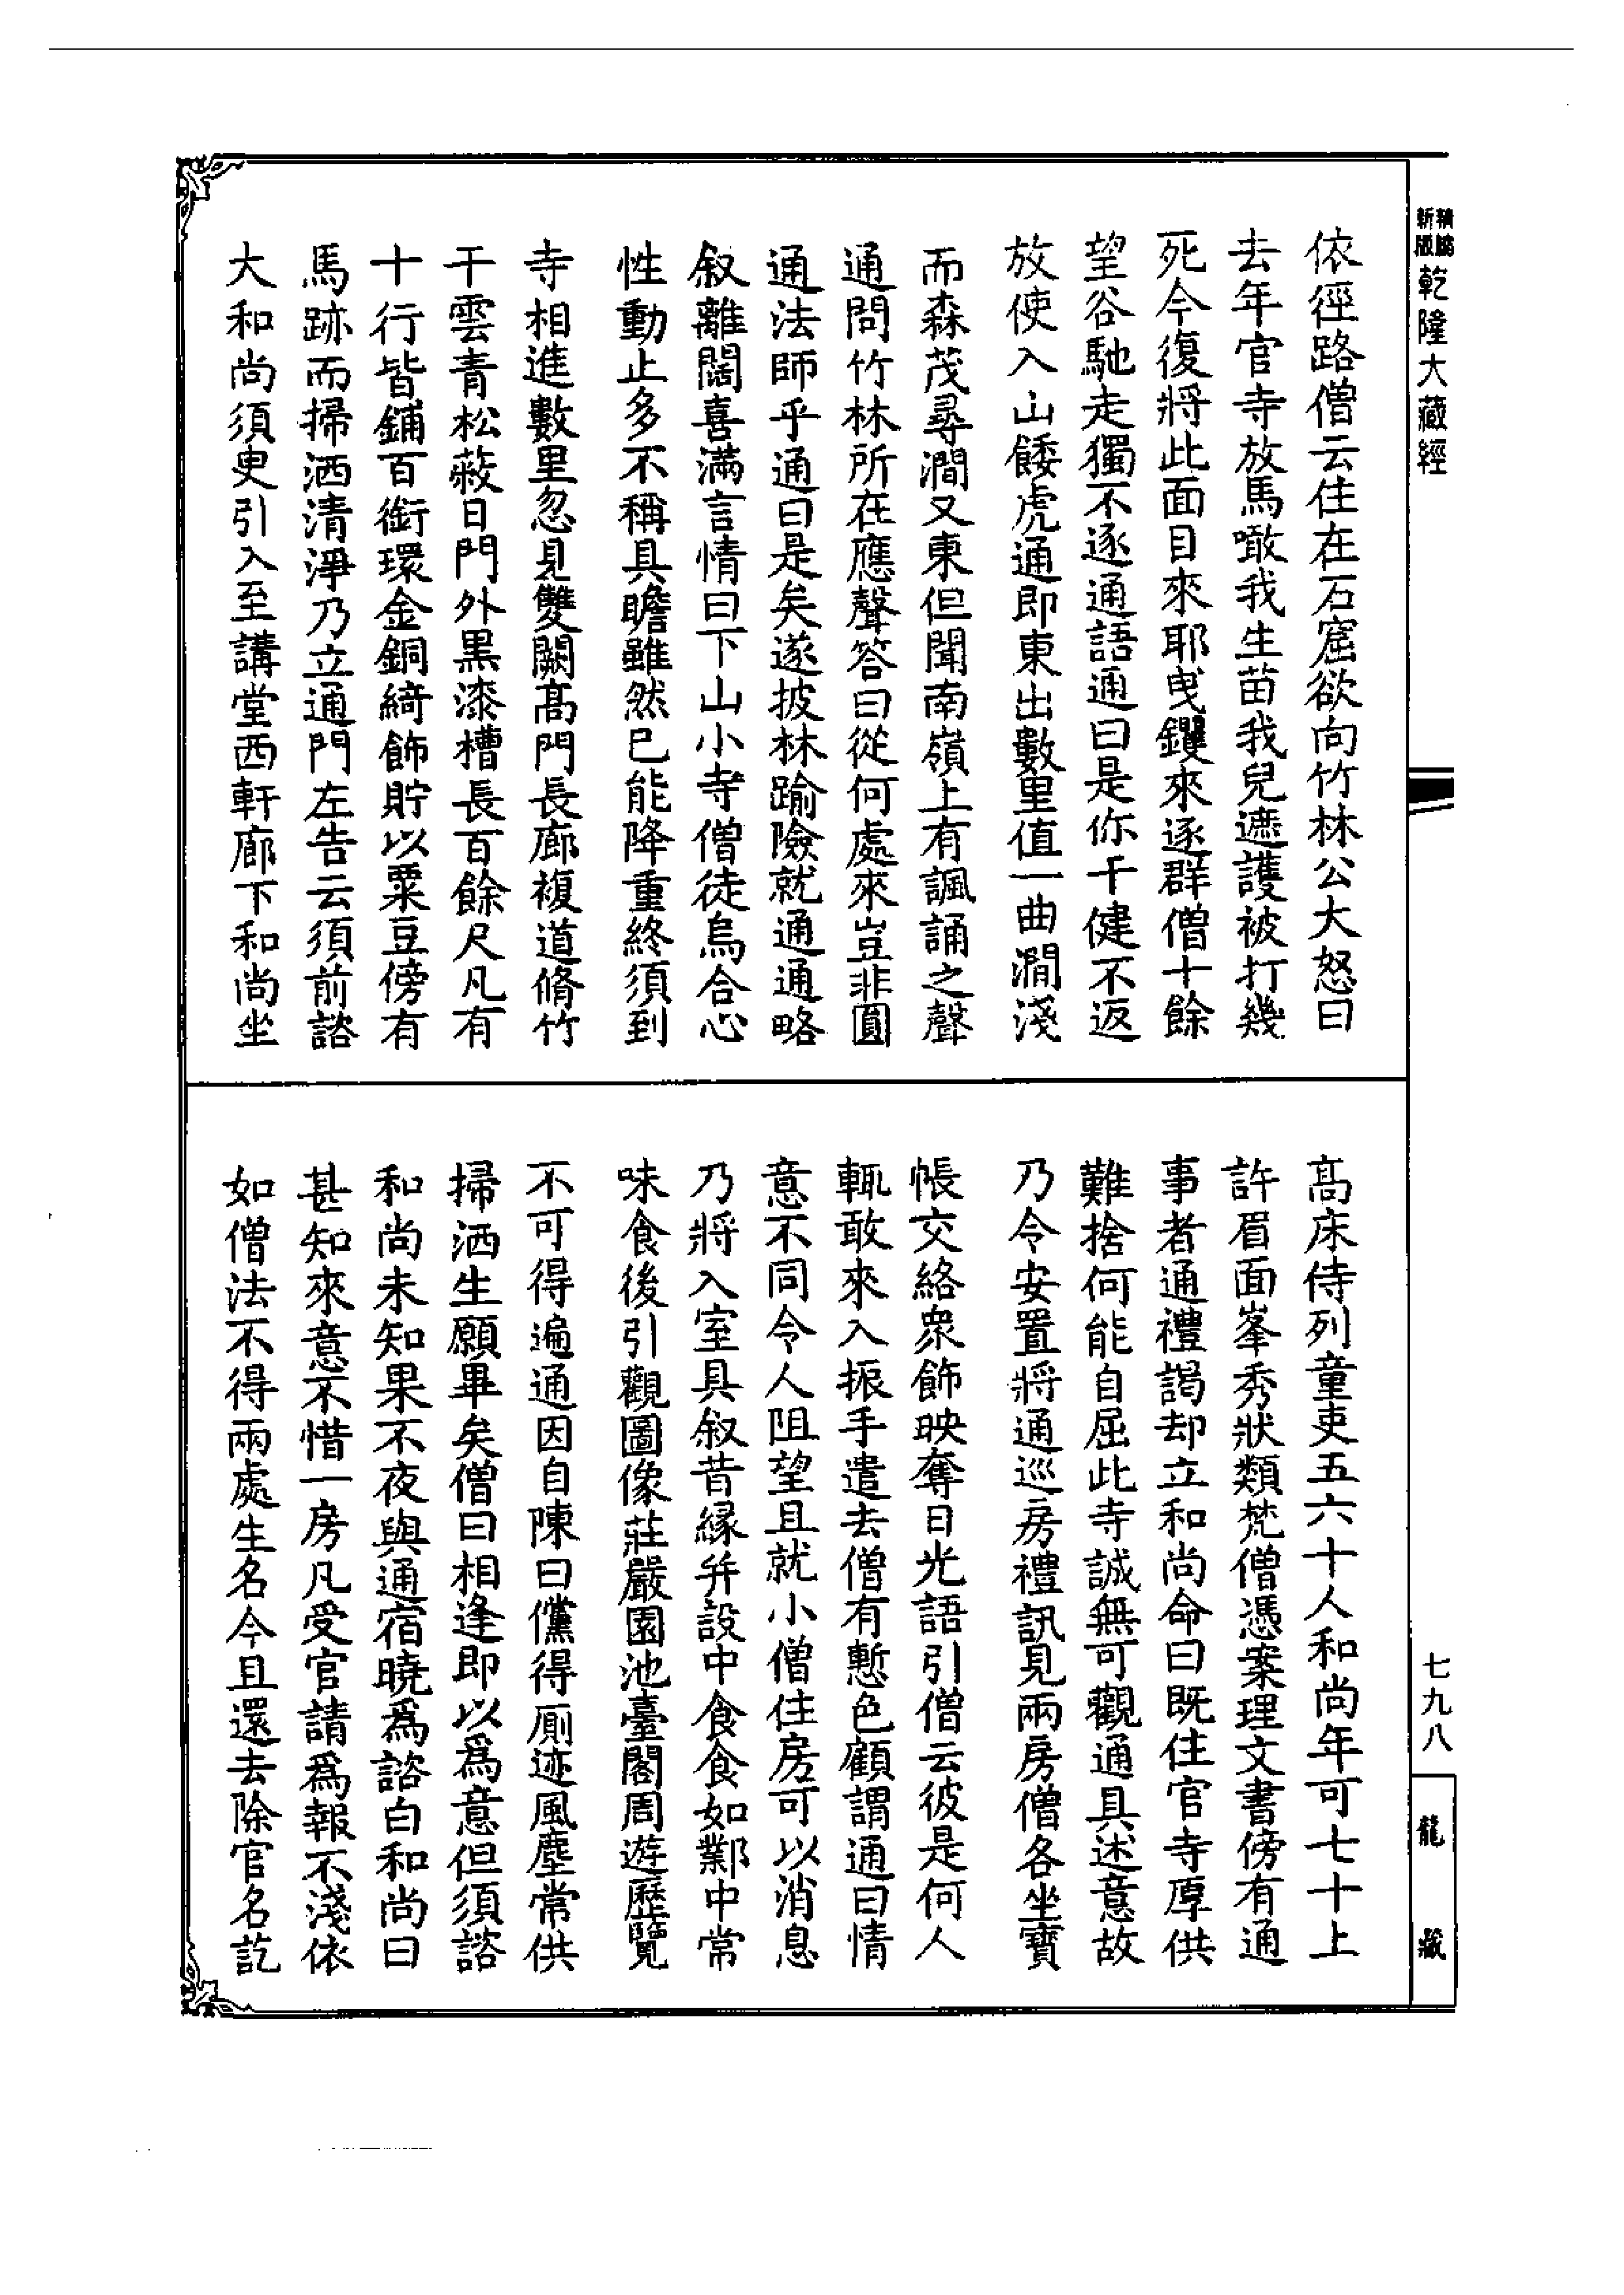 精縮新版乾隆大藏經
依徑路僧云住在石窟欲向竹林公大怒曰
去年官寺放馬噉我生苗我兒遮護被打幾
死今復將此面目來耶曳钁來逐群僧十餘
望谷馳走獨不逐通語通曰是你千健不返
放使入山餧虎通即東出數里值一曲澗淺
而森茂尋澗又東但聞南嶺上有諷誦之聲
通問竹林所在應聲答曰從何處來豈非圓
通法師乎通曰是矣遂披林踰險就通通略
叙離闊喜滿言情曰下山小寺僧徒烏合心
性動止多不稱具瞻雖然已能降重終須到
寺相進數里忽見雙闕髙門長廊複道脩竹
干雲青松蔽日門外黒漆槽長百餘尺凡有
十行皆鋪百銜環金銅綺飾貯以粟豆傍有
馬跡而掃洒清淨乃立通門左告云須前諮
大和尚須臾引入至講堂西軒廊下和尚坐
髙床侍列童吏五六十人和尚年可七十上
許眉面峯秀狀類梵僧憑案理文書傍有通
事者通禮謁却立和尚命曰既住官寺厚供
難捨何能自屈此寺誠無可觀通具述意故
乃令安置將通巡房禮訊見兩房僧各坐寶
帳交絡衆飾映奪日光語引僧云彼是何人
輒敢來入振手遣去僧有慙色顧謂通曰情
意不同令人阻望且就小僧住房可以消息
乃將入室具叙昔縁并設中食食如鄴中常
味食後引觀圖像莊嚴園池臺閣周遊歷覽
不可得遍通因自陳曰儻得厠迹風塵常供
掃洒生願畢矣僧曰相逢即以爲意但須諮
和尚未知果不夜與通宿曉爲諮白和尚曰
甚知來意不惜一房凡受官請爲報不淺依
如僧法不得兩處生名今且還去除官名訖
七九八
龍藏